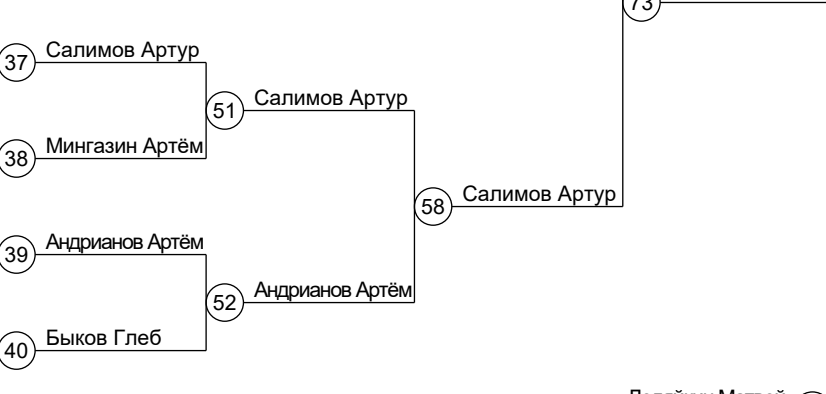 73
37 Салимов Артур
51 Салимов Артур
38 Мингазин Артём
58 Салимов Артур
39 Андрианов Артём
52 Андрианов Артём
40 Быков Глеб